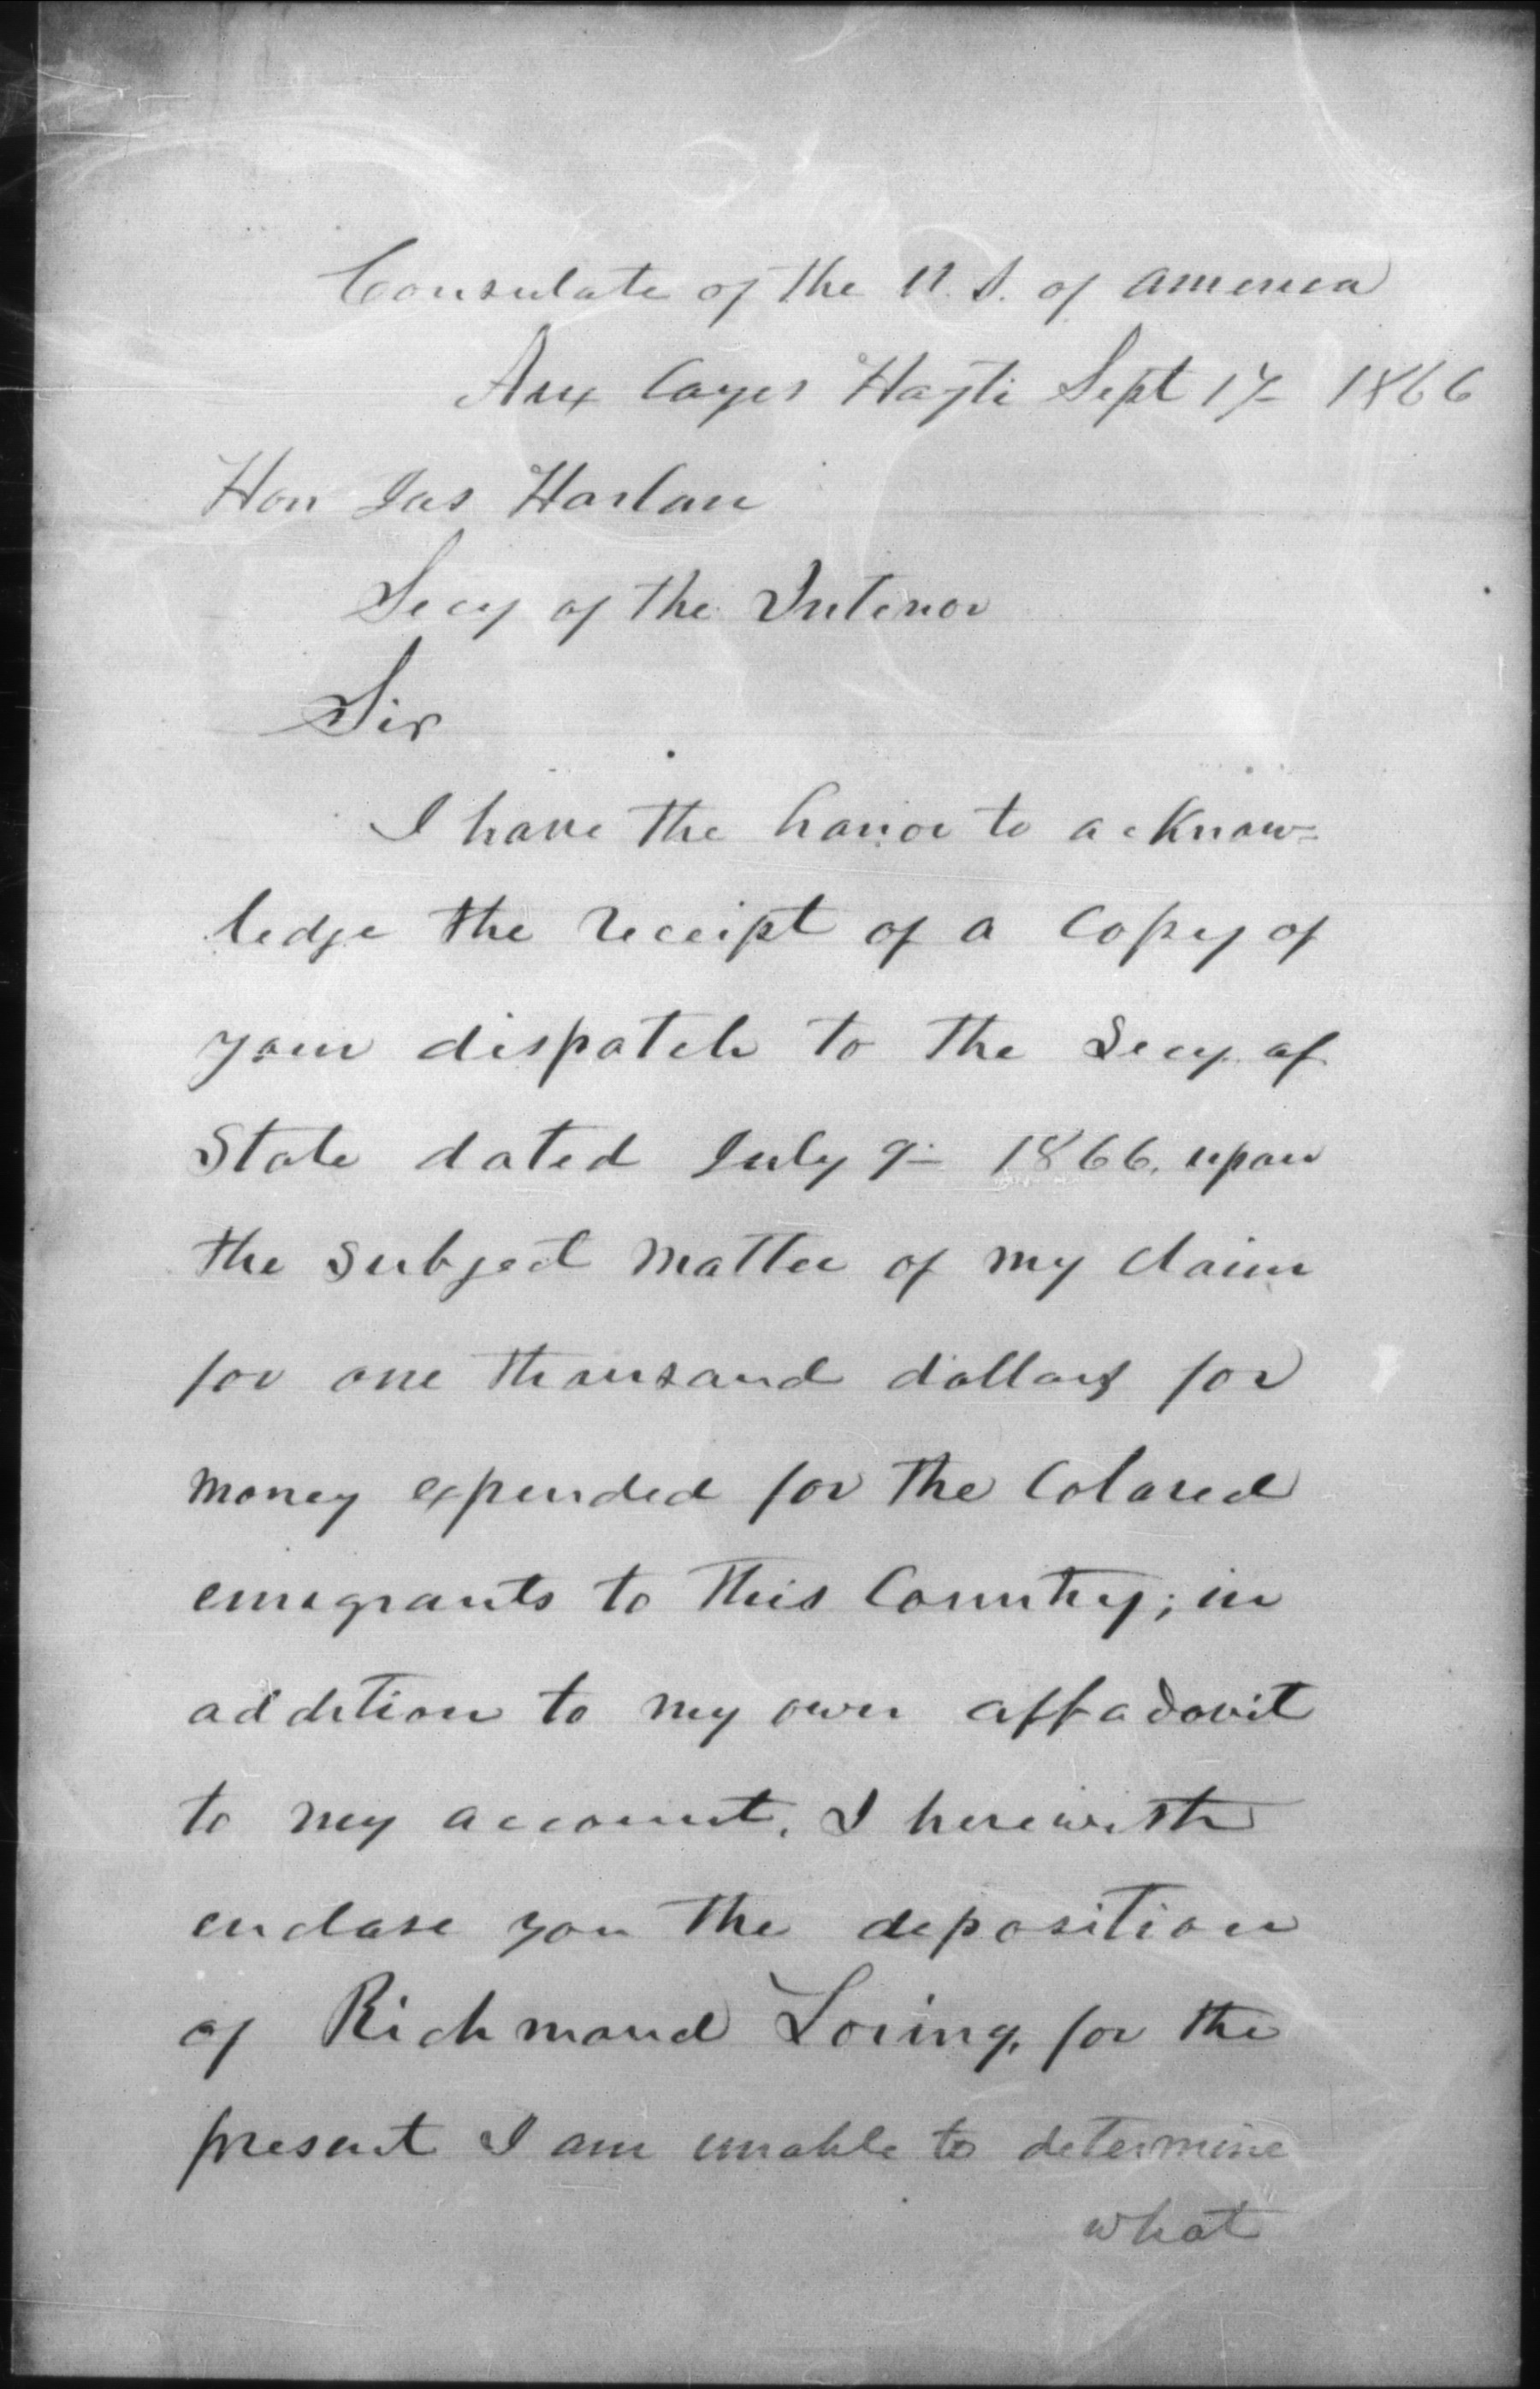 Consulate of the U.S. of America
Aux Cayes Hayti Sept 17 1866
Hon Jas Harlan
Secy of the Interior
Sir
I have the honor to acknow=
ledge the receipt of a Copy of
your dispatch to the Secy of
State dated July 9 1866, upon
the subject matter of my claim
for one thousand dollars for
money expended for the Colored
emegrants to this Country; in
addition to my own affadavit
to my account. I herewith
enclose you the deposition
of Richmond Loring, for the
present I am unable to determine
what